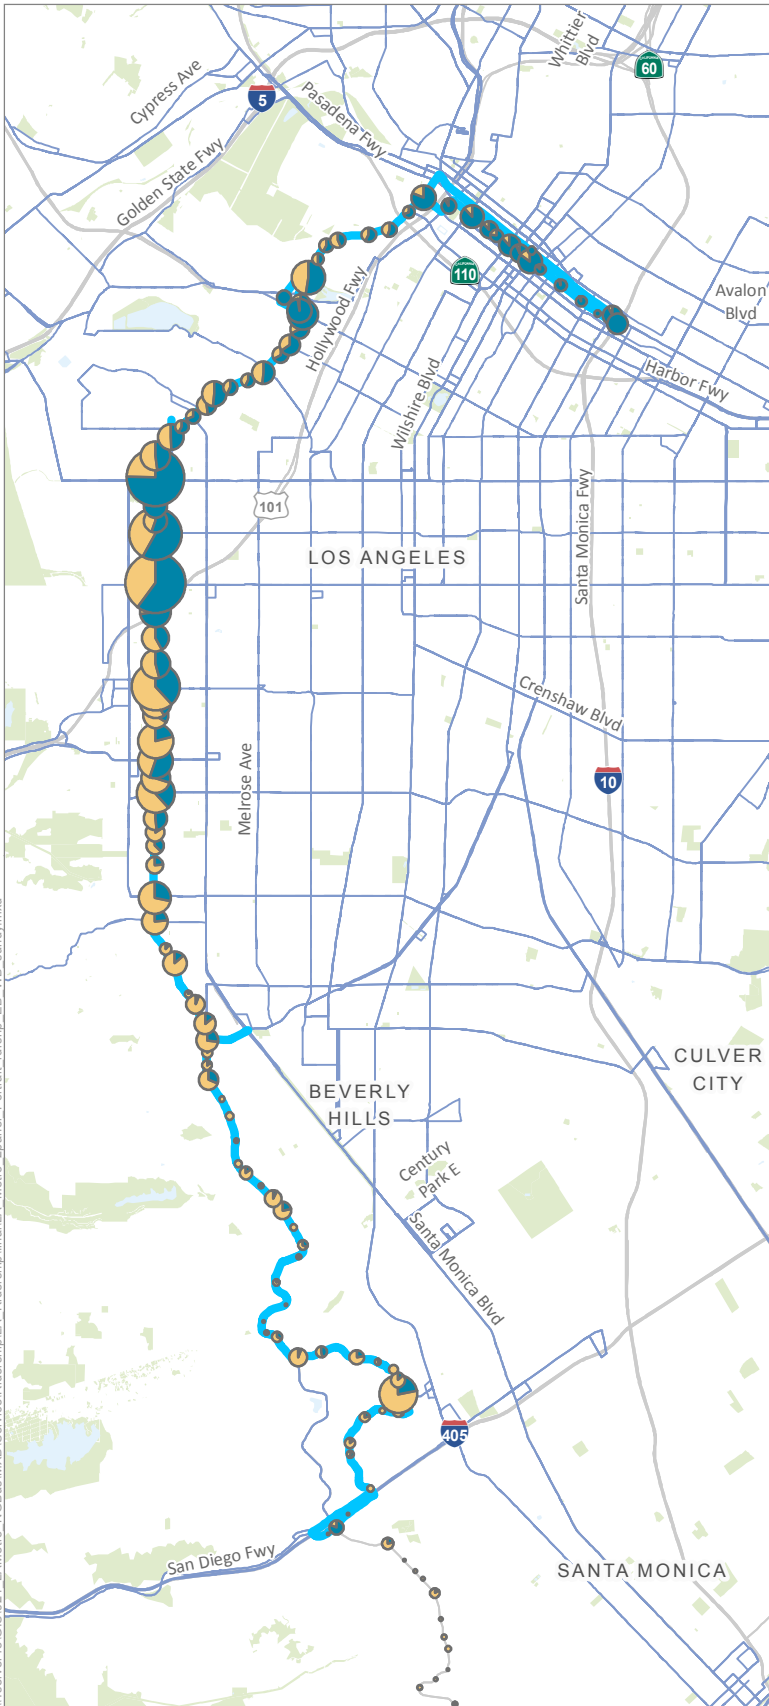 Whittier
Blvd
CALIFORNIA
60
Cypress Ave
5
Pasadena Fwy
Golden State Fwy
CALIFORNIA
110
Avalon
Blvd
Hollywood Fwy
Harbor Fwy
Wilshire Blvd
101
Santa Monica Fwy
LOS ANGELES
Crenshaw Blvd
Melrose Ave
10
CULVER
CITY
BEVERLY
HILLS
Century
Park E
Santa Monica Blvd
405
San Diego Fwy
SANTA MONICA